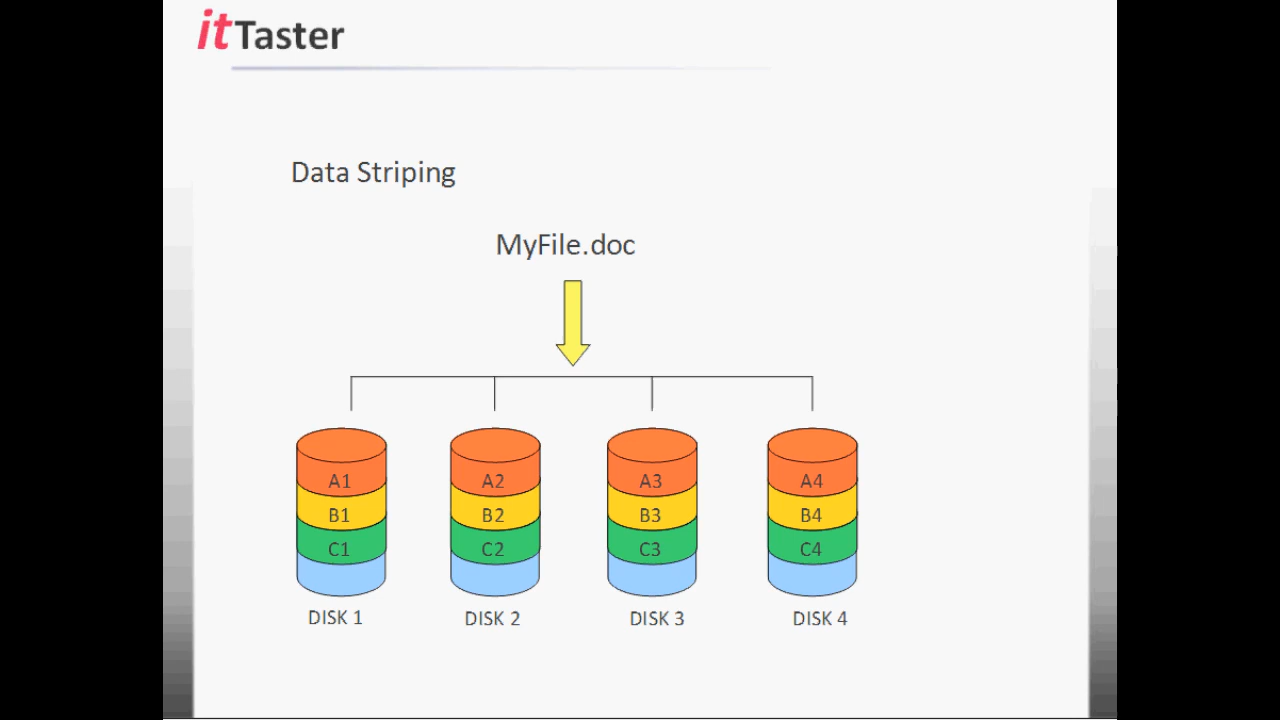 itTaster
Data Striping
MyFile.doc
A1 A2 A3 A4
B1 B2 B3 B4
C1 C2 C3 C4
DISK 1 DISK 2 DISK 3 DISK 4